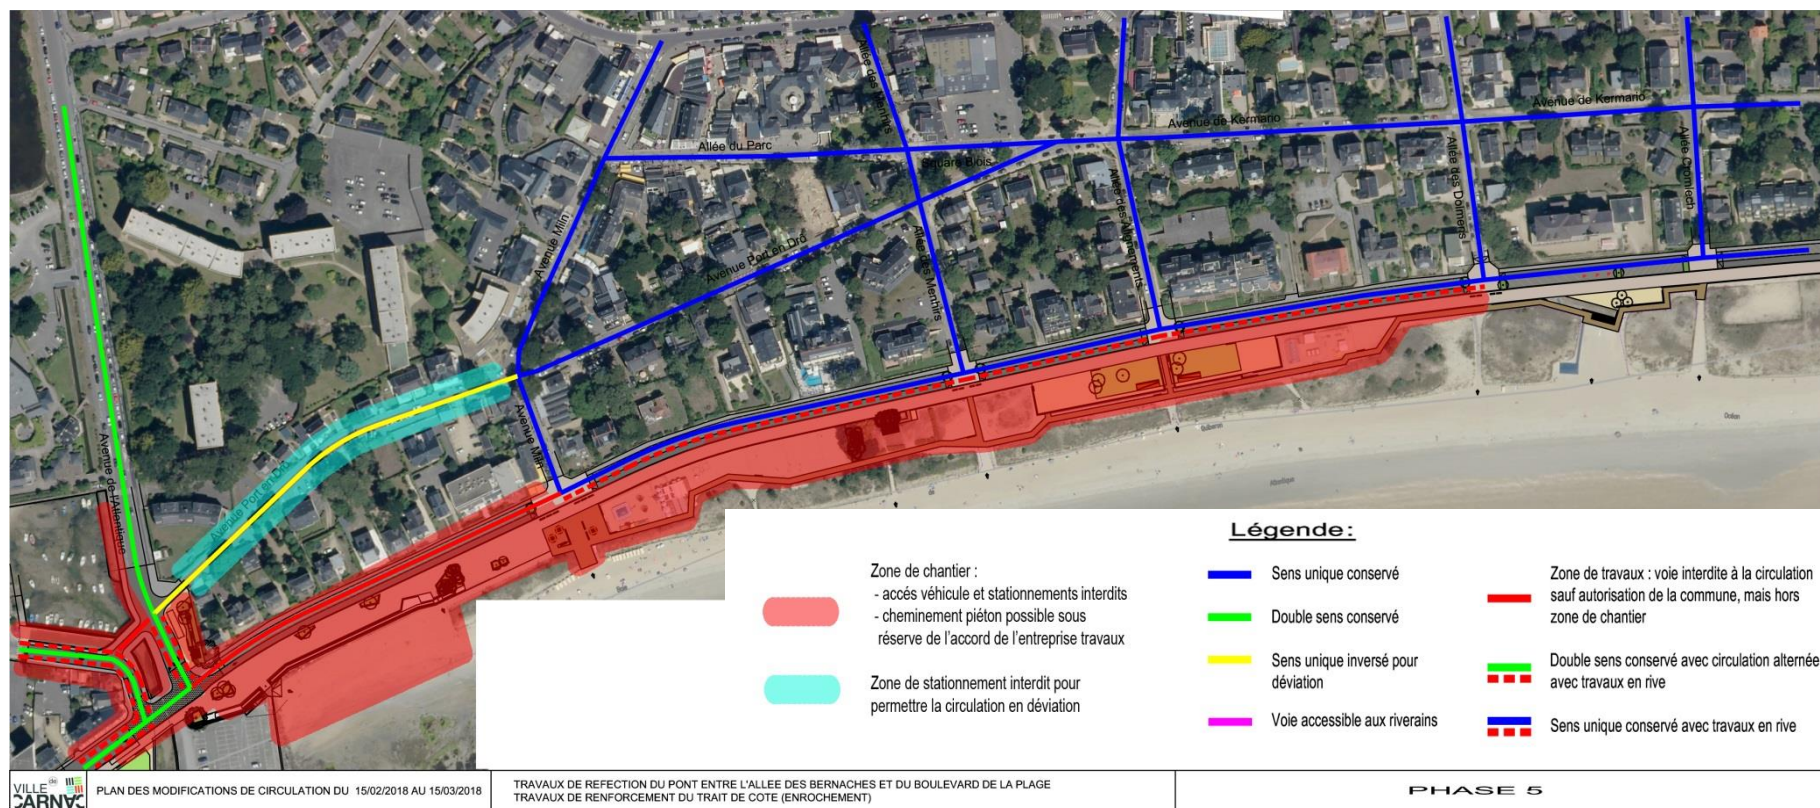 Allée des Menhirs
Avenue de Kermario
Avenue de Kermario
Allée du Parc
Square Blois
Allée des Alignements
Allée des Dolmens
Allée Cromlech
Avenue Miln
Avenue Port en Dro
Allée des Menhirs
Avenue Miln
Avenue de l'Atlantique
Avenue Port en Dro
Légende:
Zone de chantier :
- accés véhicule et stationnements interdits
- cheminement piéton possible sous
réserve de l'accord de l'entreprise travaux
Zone de stationnement interdit pour
permettre la circulation en déviation
Sens unique conservé
Double sens conservé
Sens unique inversé pour
déviation
Voie accessible aux riverains
Zone de travaux : voie interdite à la circulation
sauf autorisation de la commune, mais hors
zone de chantier
Double sens conservé avec circulation alternée
avec travaux en rive
Sens unique conservé avec travaux en rive
VILLE de
CARNAC
PLAN DES MODIFICATIONS DE CIRCULATION DU 15/02/2018 AU 15/03/2018
TRAVAUX DE REFECTION DU PONT ENTRE L'ALLEE DES BERNACHES ET DU BOULEVARD DE LA PLAGE
TRAVAUX DE RENFORCEMENT DU TRAIT DE COTE (ENROCHEMENT)
PHASE 5